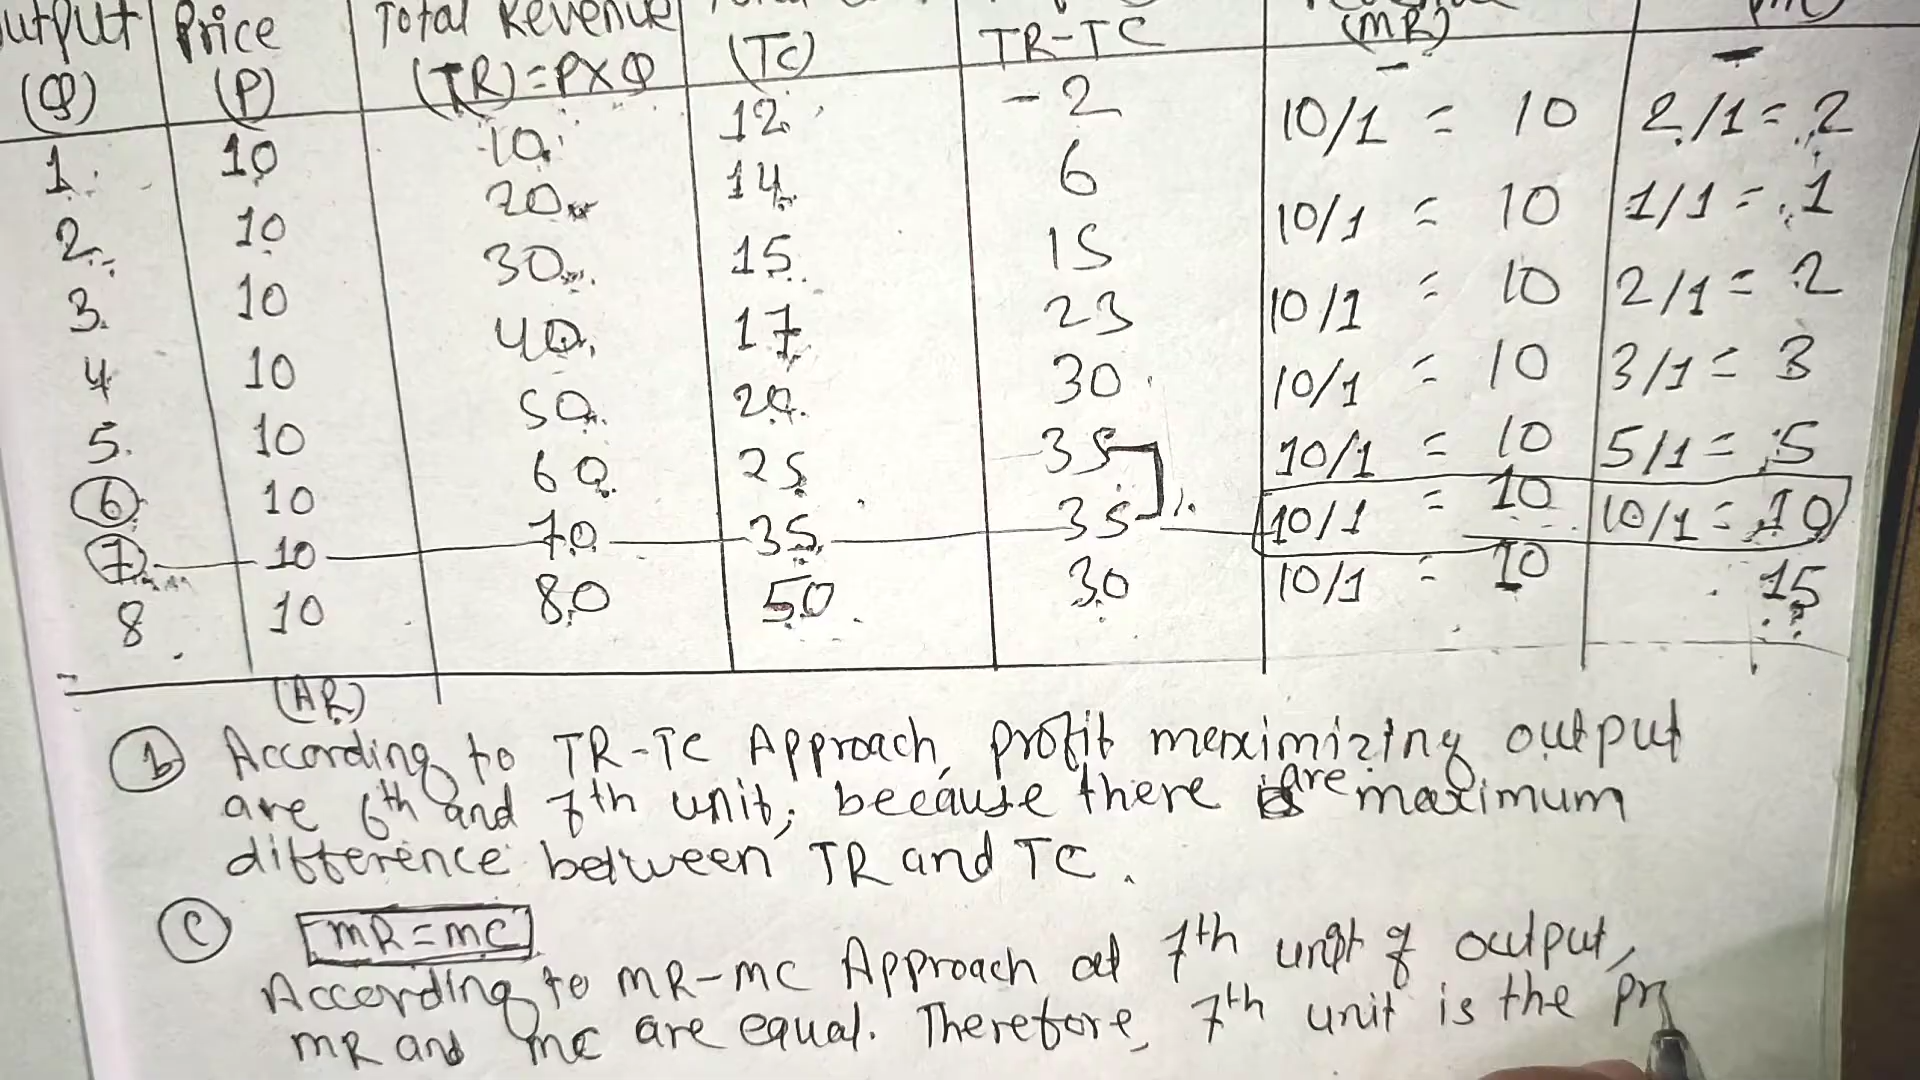 output Price Total Revenue TR-TC (MR)
(Q) (P) (TR)=PXQ (TC)
1. 10 10 12 -2 - -
2. 10 20 14 6 10/1 = 10 2/1 = 2
3. 10 30 15 15 10/1 = 10 1/1 = 1
4 10 40 17 23 10/1 = 10 2/1 = 2
5. 10 50 20 30 10/1 = 10 3/1 = 3
6 10 60 25 35 10/1 = 10 5/1 = 5
7 10 70 35 35 10/1 = 10 10/1 = 10
8 10 80 50 30 10/1 = 10 15
(AR)
b According to TR-TC Approach, profit meximizing output
are 6th and 7th unit, because there are maximum
difference between TR and TC.
c MR=MC
According to MR-MC Approach at 7th unit of output,
MR and MC are equal. Therefore, 7th unit is the pr